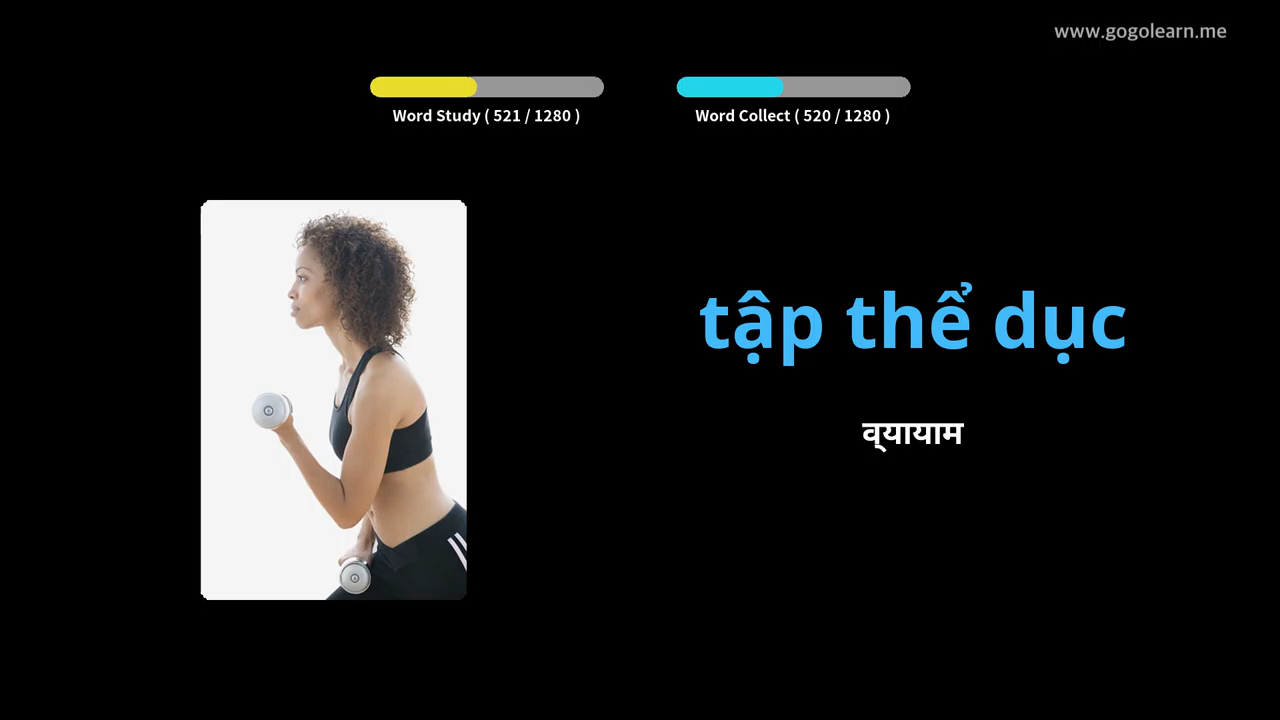 www.gogolearn.me
Word Study ( 521 / 1280 )
Word Collect ( 520 / 1280 )
tập thể dục
व्यायाम